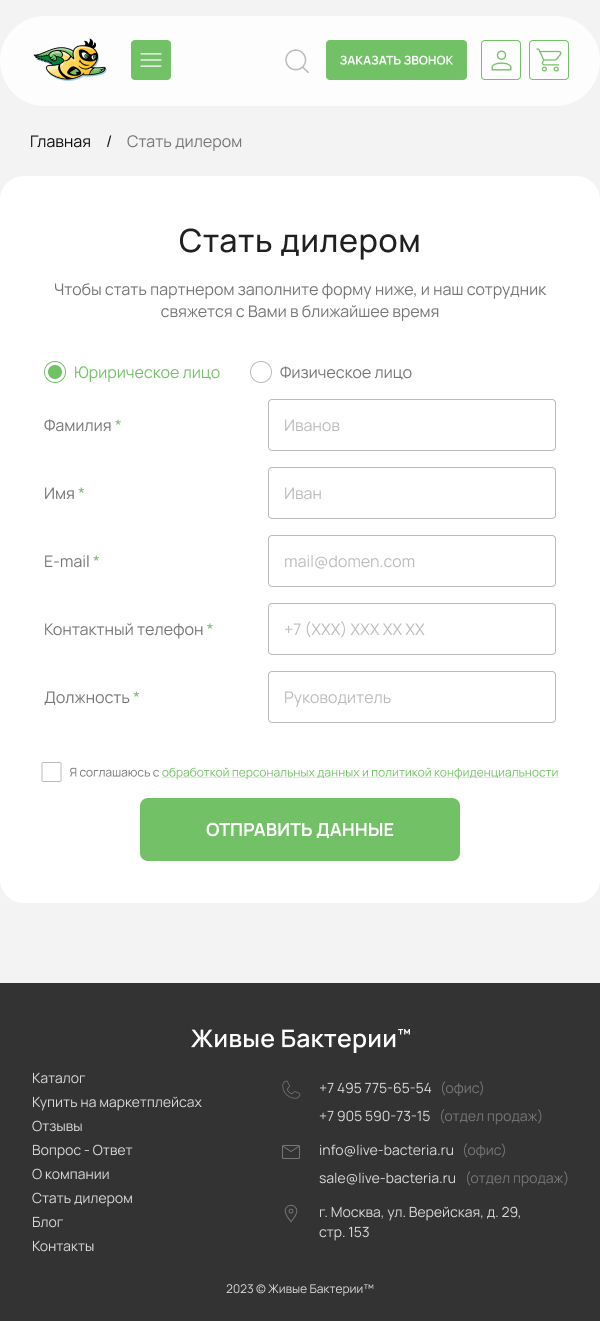 ЗАКАЗАТЬ ЗВОНОК
Главная / Стать дилером
Стать дилером
Чтобы стать партнером заполните форму ниже, и наш сотрудник
свяжется с Вами в ближайшее время
Юририческое лицо Физическое лицо
Фамилия * Иванов
Имя * Иван
E-mail * mail@domen.com
Контактный телефон * +7 (XXX) XXX XX XX
Должность * Руководитель
Я соглашаюсь с обработкой персональных данных и политикой конфиденциальности
ОТПРАВИТЬ ДАННЫЕ
Живые Бактерии™
Каталог
Купить на маркетплейсах
Отзывы
Вопрос - Ответ
О компании
Стать дилером
Блог
Контакты
+7 495 775-65-54 (офис)
+7 905 590-73-15 (отдел продаж)
info@live-bacteria.ru (офис)
sale@live-bacteria.ru (отдел продаж)
г. Москва, ул. Верейская, д. 29,
стр. 153
2023 © Живые Бактерии™